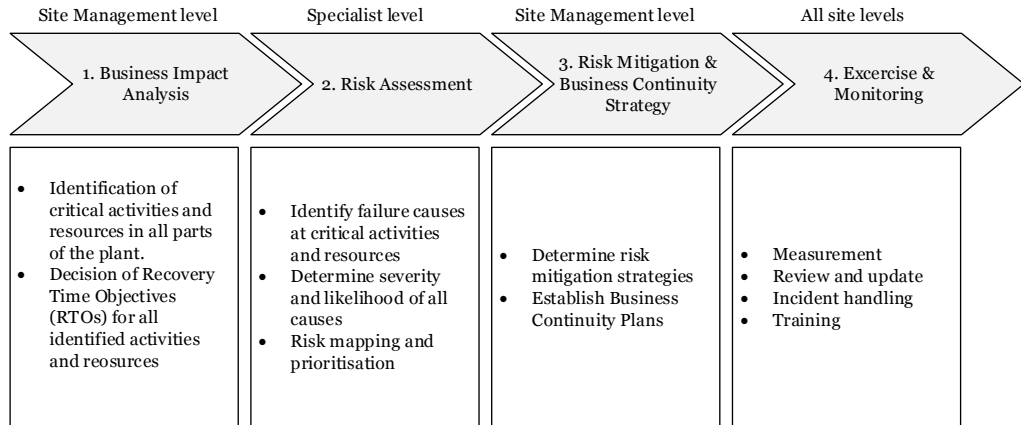 Site Management level
Specialist level
Site Management level
All site levels
1. Business Impact
Analysis
2. Risk Assessment
3. Risk Mitigation &
Business Continuity
Strategy
4. Excercise &
Monitoring
• Identification of
critical activities and
resources in all parts
of the plant.
• Decision of Recovery
Time Objectives
(RTOs) for all
identified activities
and reosurces
• Identify failure causes
at critical activities
and resources
• Determine severity
and likelihood of all
causes
• Risk mapping and
prioritisation
• Determine risk
mitigation strategies
• Establish Business
Continuity Plans
• Measurement
• Review and update
• Incident handling
• Training